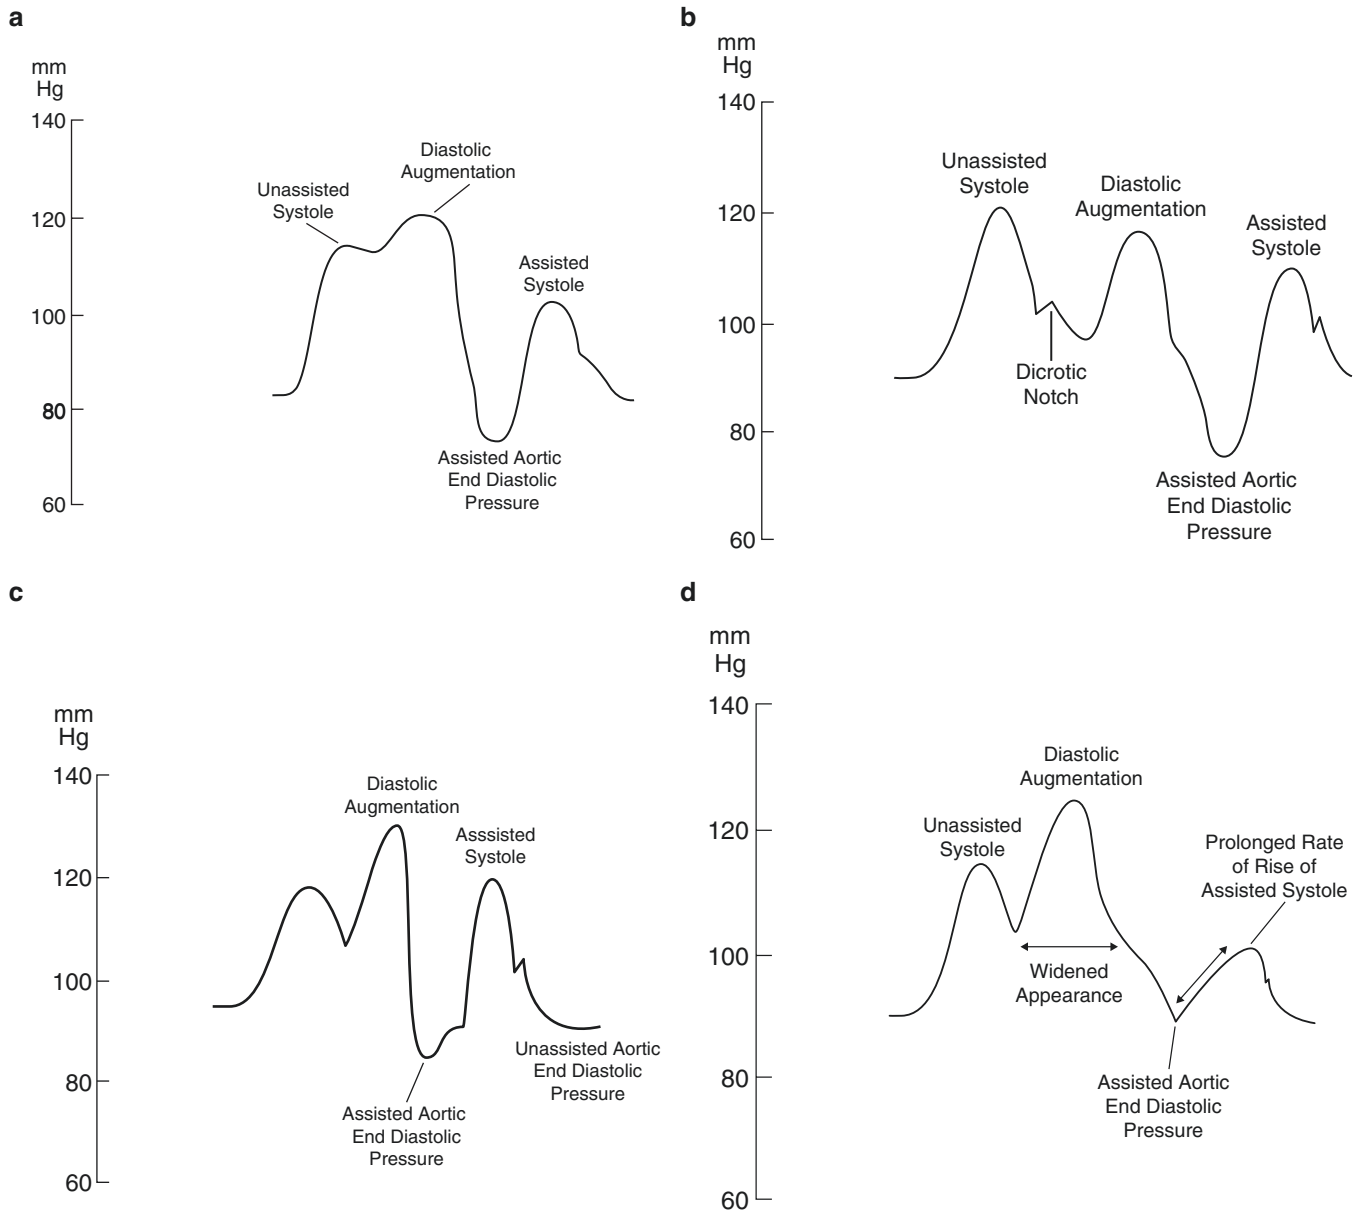 a
mm
Hg
140
120
100
80
60
Unassisted
Systole
Diastolic
Augmentation
Assisted
Systole
Assisted Aortic
End Diastolic
Pressure
b
mm
Hg
140
120
100
80
60
Unassisted
Systole
Dicrotic
Notch
Diastolic
Augmentation
Assisted
Systole
Assisted Aortic
End Diastolic
Pressure
c
mm
Hg
140
120
100
80
60
Diastolic
Augmentation
Asssisted
Systole
Unassisted Aortic
End Diastolic
Pressure
Assisted Aortic
End Diastolic
Pressure
d
mm
Hg
140
120
100
80
60
Unassisted
Systole
Diastolic
Augmentation
Prolonged Rate
of Rise of
Assisted Systole
Widened
Appearance
Assisted Aortic
End Diastolic
Pressure